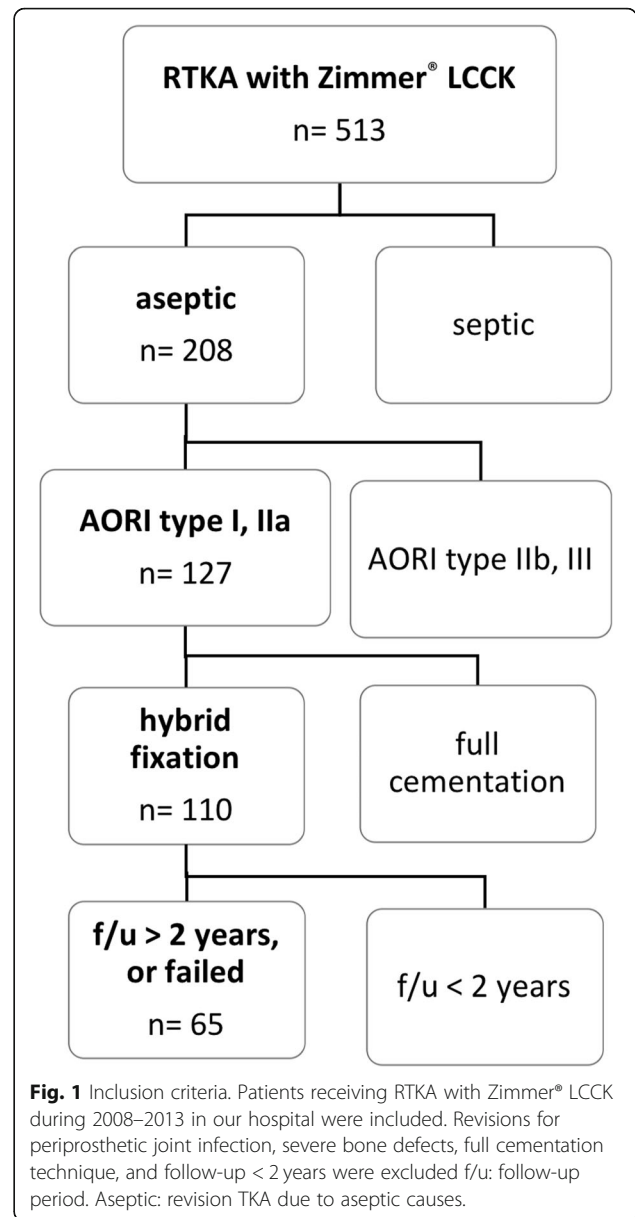 RTKA with Zimmer® LCCK
n= 513
aseptic
n= 208
septic
AORI type I, IIa
n= 127
AORI type IIb, III
hybrid
fixation
n= 110
full
cementation
f/u > 2 years,
or failed
n= 65
f/u < 2 years
Fig. 1 Inclusion criteria. Patients receiving RTKA with Zimmer® LCCK
during 2008–2013 in our hospital were included. Revisions for
periprosthetic joint infection, severe bone defects, full cementation
technique, and follow-up < 2 years were excluded f/u: follow-up
period. Aseptic: revision TKA due to aseptic causes.